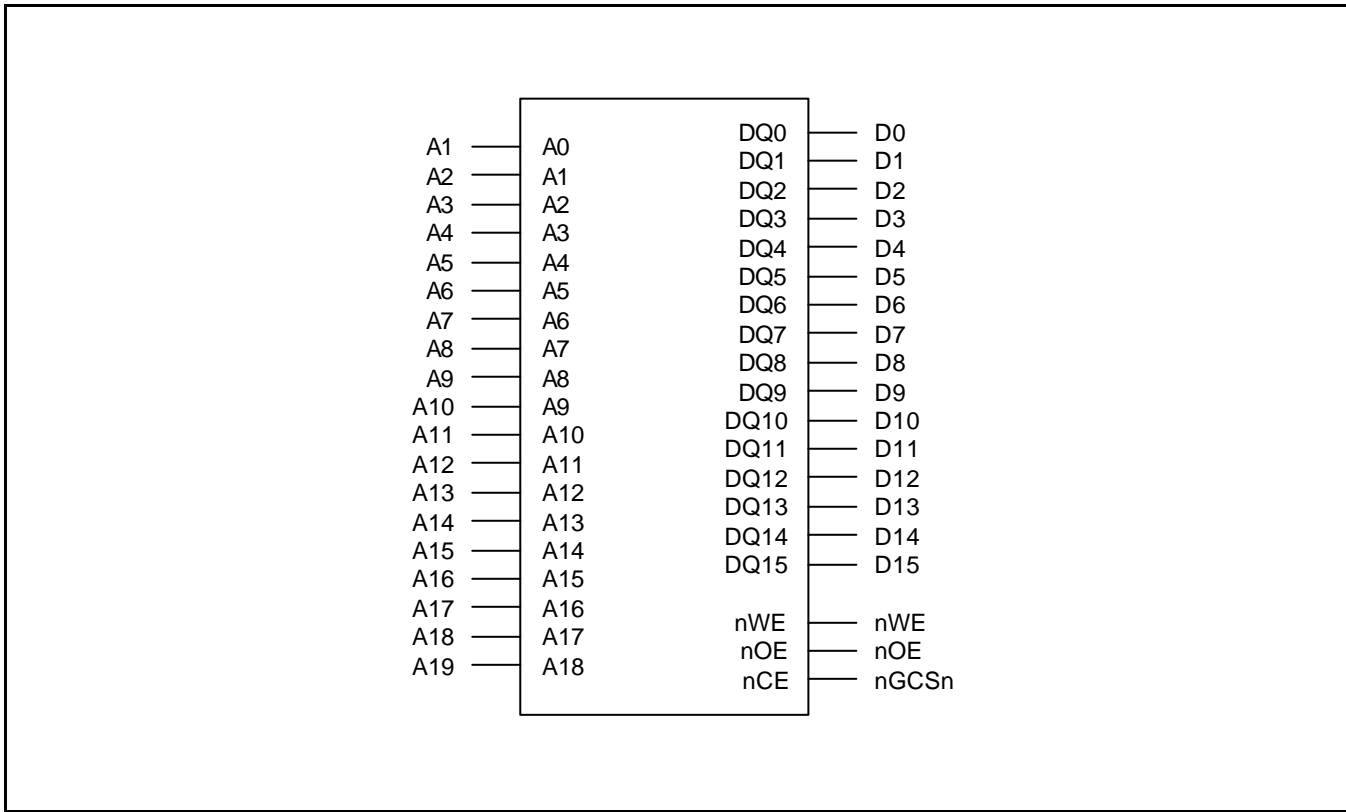 A1 A0 DQ0 D0
A2 A1 DQ1 D1
A3 A2 DQ2 D2
A4 A3 DQ3 D3
A5 A4 DQ4 D4
A6 A5 DQ5 D5
A7 A6 DQ6 D6
A8 A7 DQ7 D7
A9 A8 DQ8 D8
A10 A9 DQ9 D9
A11 A10 DQ10 D10
A12 A11 DQ11 D11
A13 A12 DQ12 D12
A14 A13 DQ13 D13
A15 A14 DQ14 D14
A16 A15 DQ15 D15
A17 A16 nWE nWE
A18 A17 nOE nOE
A19 A18 nCE nGCSn